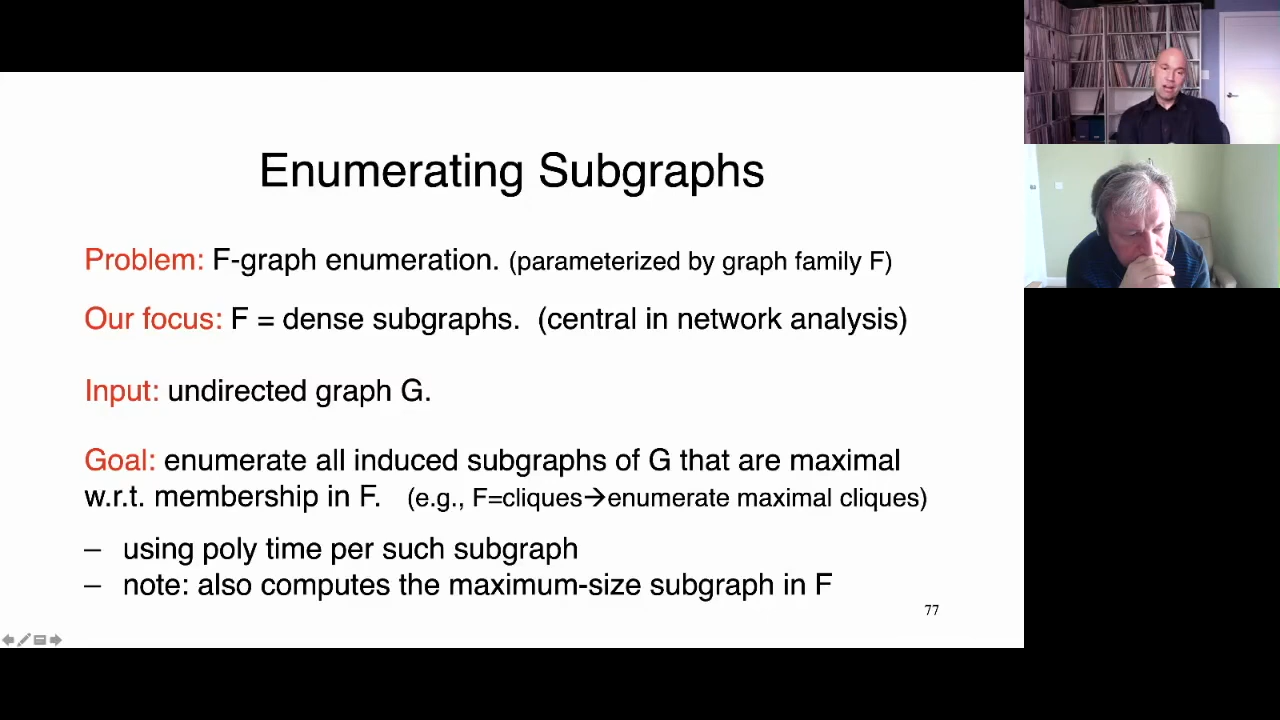 Enumerating Subgraphs
Problem: F-graph enumeration. (parameterized by graph family F)
Our focus: F = dense subgraphs. (central in network analysis)
Input: undirected graph G.
Goal: enumerate all induced subgraphs of G that are maximal
w.r.t. membership in F. (e.g., F=cliques→enumerate maximal cliques)
– using poly time per such subgraph
– note: also computes the maximum-size subgraph in F
77